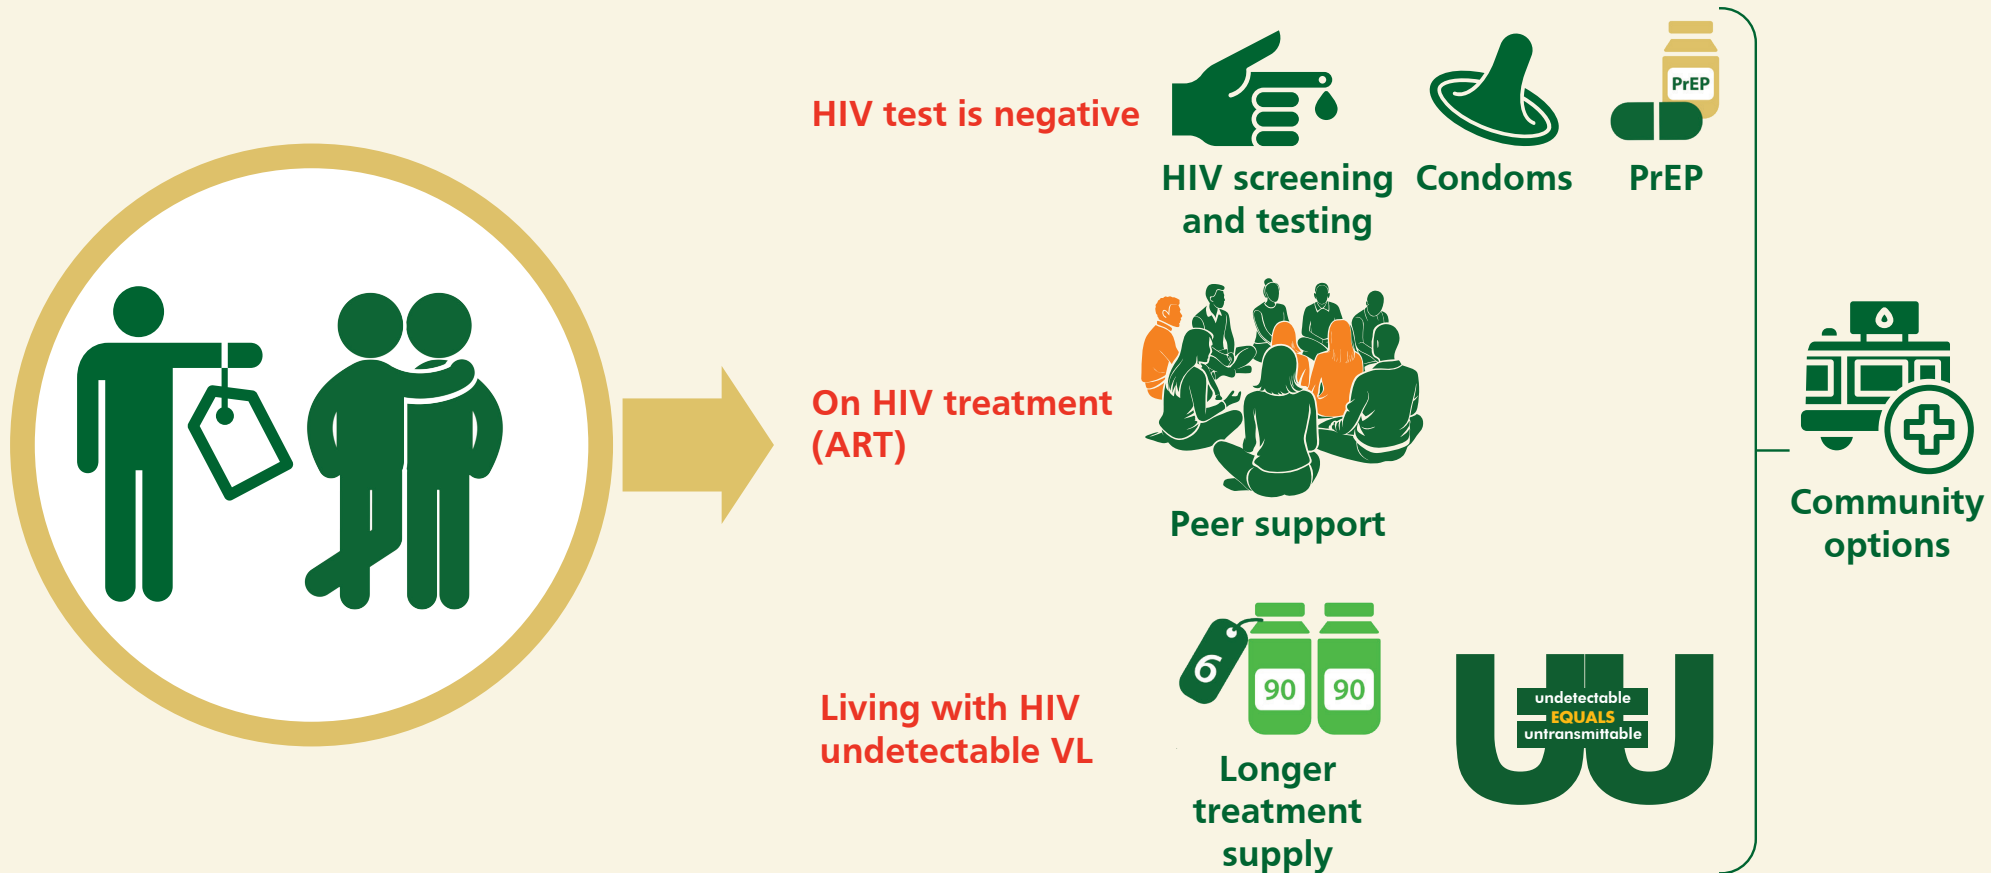 HIV test is negative
HIV screening
and testing
Condoms
PrEP
PrEP
On HIV treatment
(ART)
Peer support
Living with HIV
undetectable VL
6
90
90
Longer
treatment
supply
UU
undetectable
EQUALS
untransmittable
Community
options